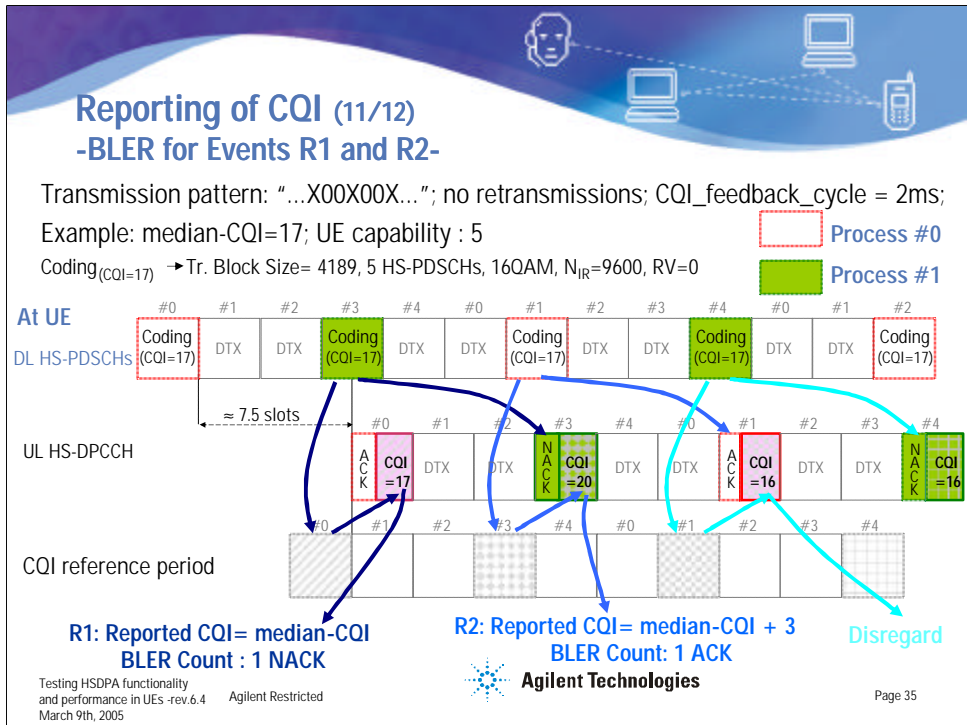 Reporting of CQI (11/12)
-BLER for Events R1 and R2-
Transmission pattern: “...X00X00X...”; no retransmissions; CQI_feedback_cycle = 2ms;
Example: median-CQI=17; UE capability : 5
Process #0
Coding(CQI=17) → Tr. Block Size= 4189, 5 HS-PDSCHs, 16QAM, NIR=9600, RV=0
Process #1
At UE
#0 #1 #2 #3 #4 #0 #1 #2 #3 #4 #0 #1 #2
DL HS-PDSCHs
Coding (CQI=17) DTX DTX Coding (CQI=17) DTX DTX Coding (CQI=17) DTX DTX Coding (CQI=17) DTX DTX Coding (CQI=17)
≈ 7.5 slots
#0 #1 #2 #3 #4 #0 #1 #2 #3 #4
UL HS-DPCCH
ACK CQI =17 DTX DTX NACK CQI =20 DTX DTX ACK CQI =16 DTX DTX NACK CQI =16
#0 #1 #2 #3 #4 #0 #1 #2 #3 #4
CQI reference period
R1: Reported CQI= median-CQI
BLER Count : 1 NACK
R2: Reported CQI= median-CQI + 3
BLER Count: 1 ACK
Disregard
Testing HSDPA functionality
and performance in UEs -rev.6.4
March 9th, 2005
Agilent Restricted
Agilent Technologies
Page 35